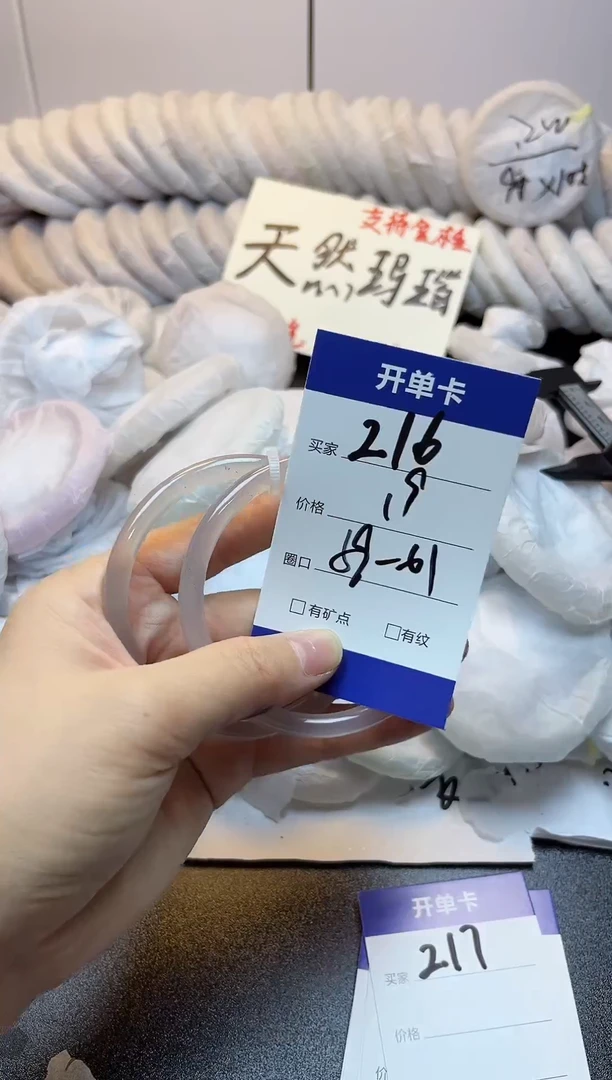 支持复检
天然玛瑙
开单卡
买家 216
价格 19
圈口 59-61
□有矿点 □有纹
开单卡
买家 217
价格